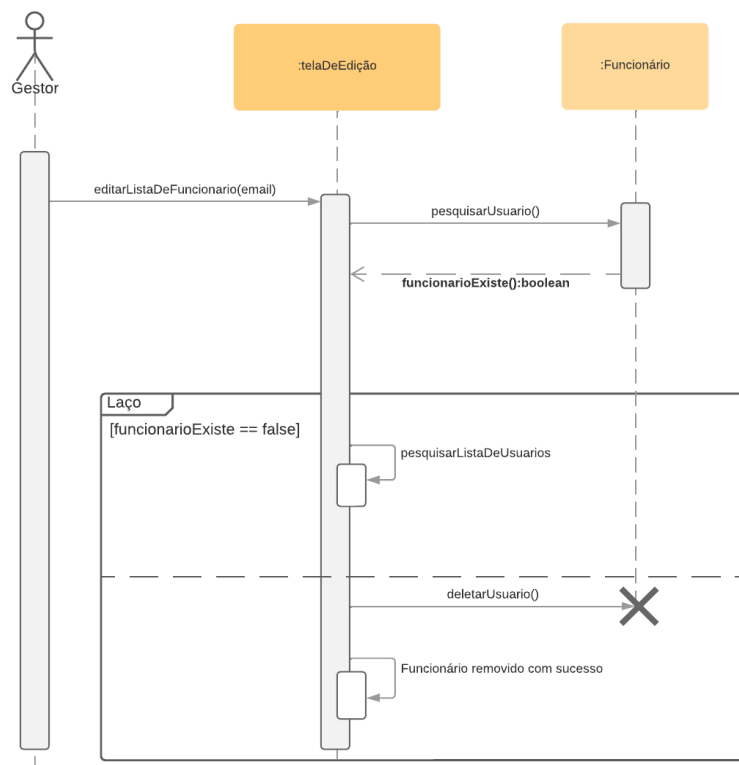 Gestor
:telaDeEdição
:Funcionário
editarListaDeFuncionario(email)
pesquisarUsuario()
funcionarioExiste():boolean
Laço
[funcionarioExiste == false]
pesquisarListaDeUsuarios
deletarUsuario()
Funcionário removido com sucesso